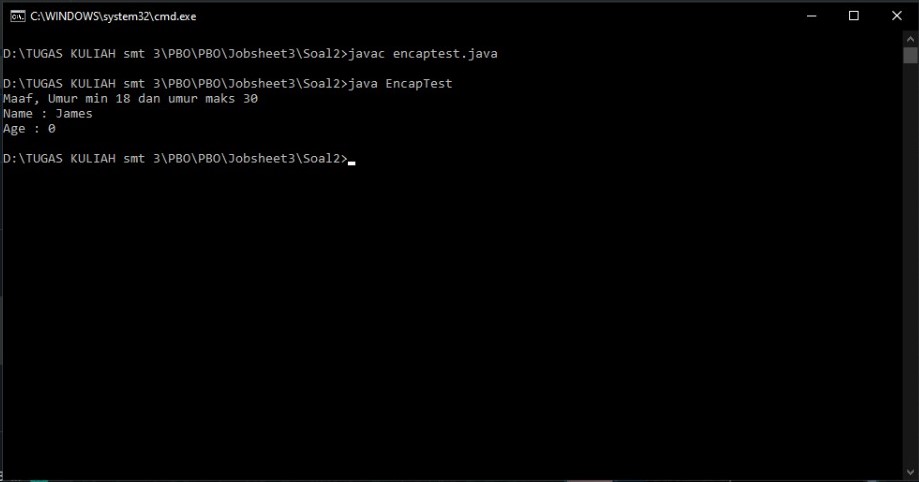 C:\WINDOWS\system32\cmd.exe
D:\TUGAS KULIAH smt 3\PBO\PBO\Jobsheet3\Soal2>javac encaptest.java
D:\TUGAS KULIAH smt 3\PBO\PBO\Jobsheet3\Soal2>java EncapTest
Maaf, Umur min 18 dan umur maks 30
Name : James
Age : 0
D:\TUGAS KULIAH smt 3\PBO\PBO\Jobsheet3\Soal2>